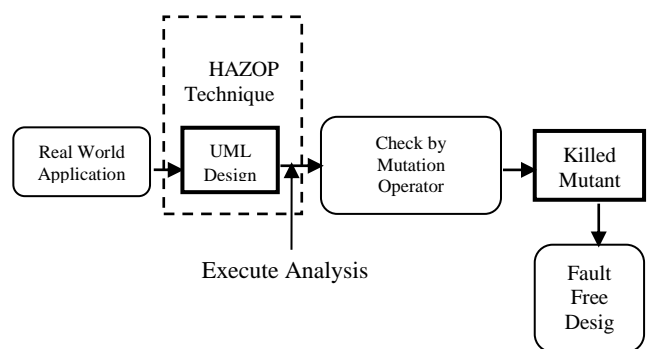 HAZOP
Technique
Real World
Application
UML
Design
Check by
Mutation
Operator
Killed
Mutant
Execute Analysis
Fault
Free
Desig